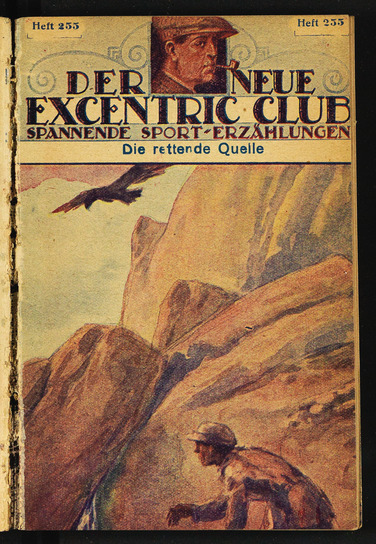 Heft 255 Heft 255
DER NEUE
EXCENTRIC CLUB
SPANNENDE SPORT-ERZÄHLUNGEN
Die rettende Quelle